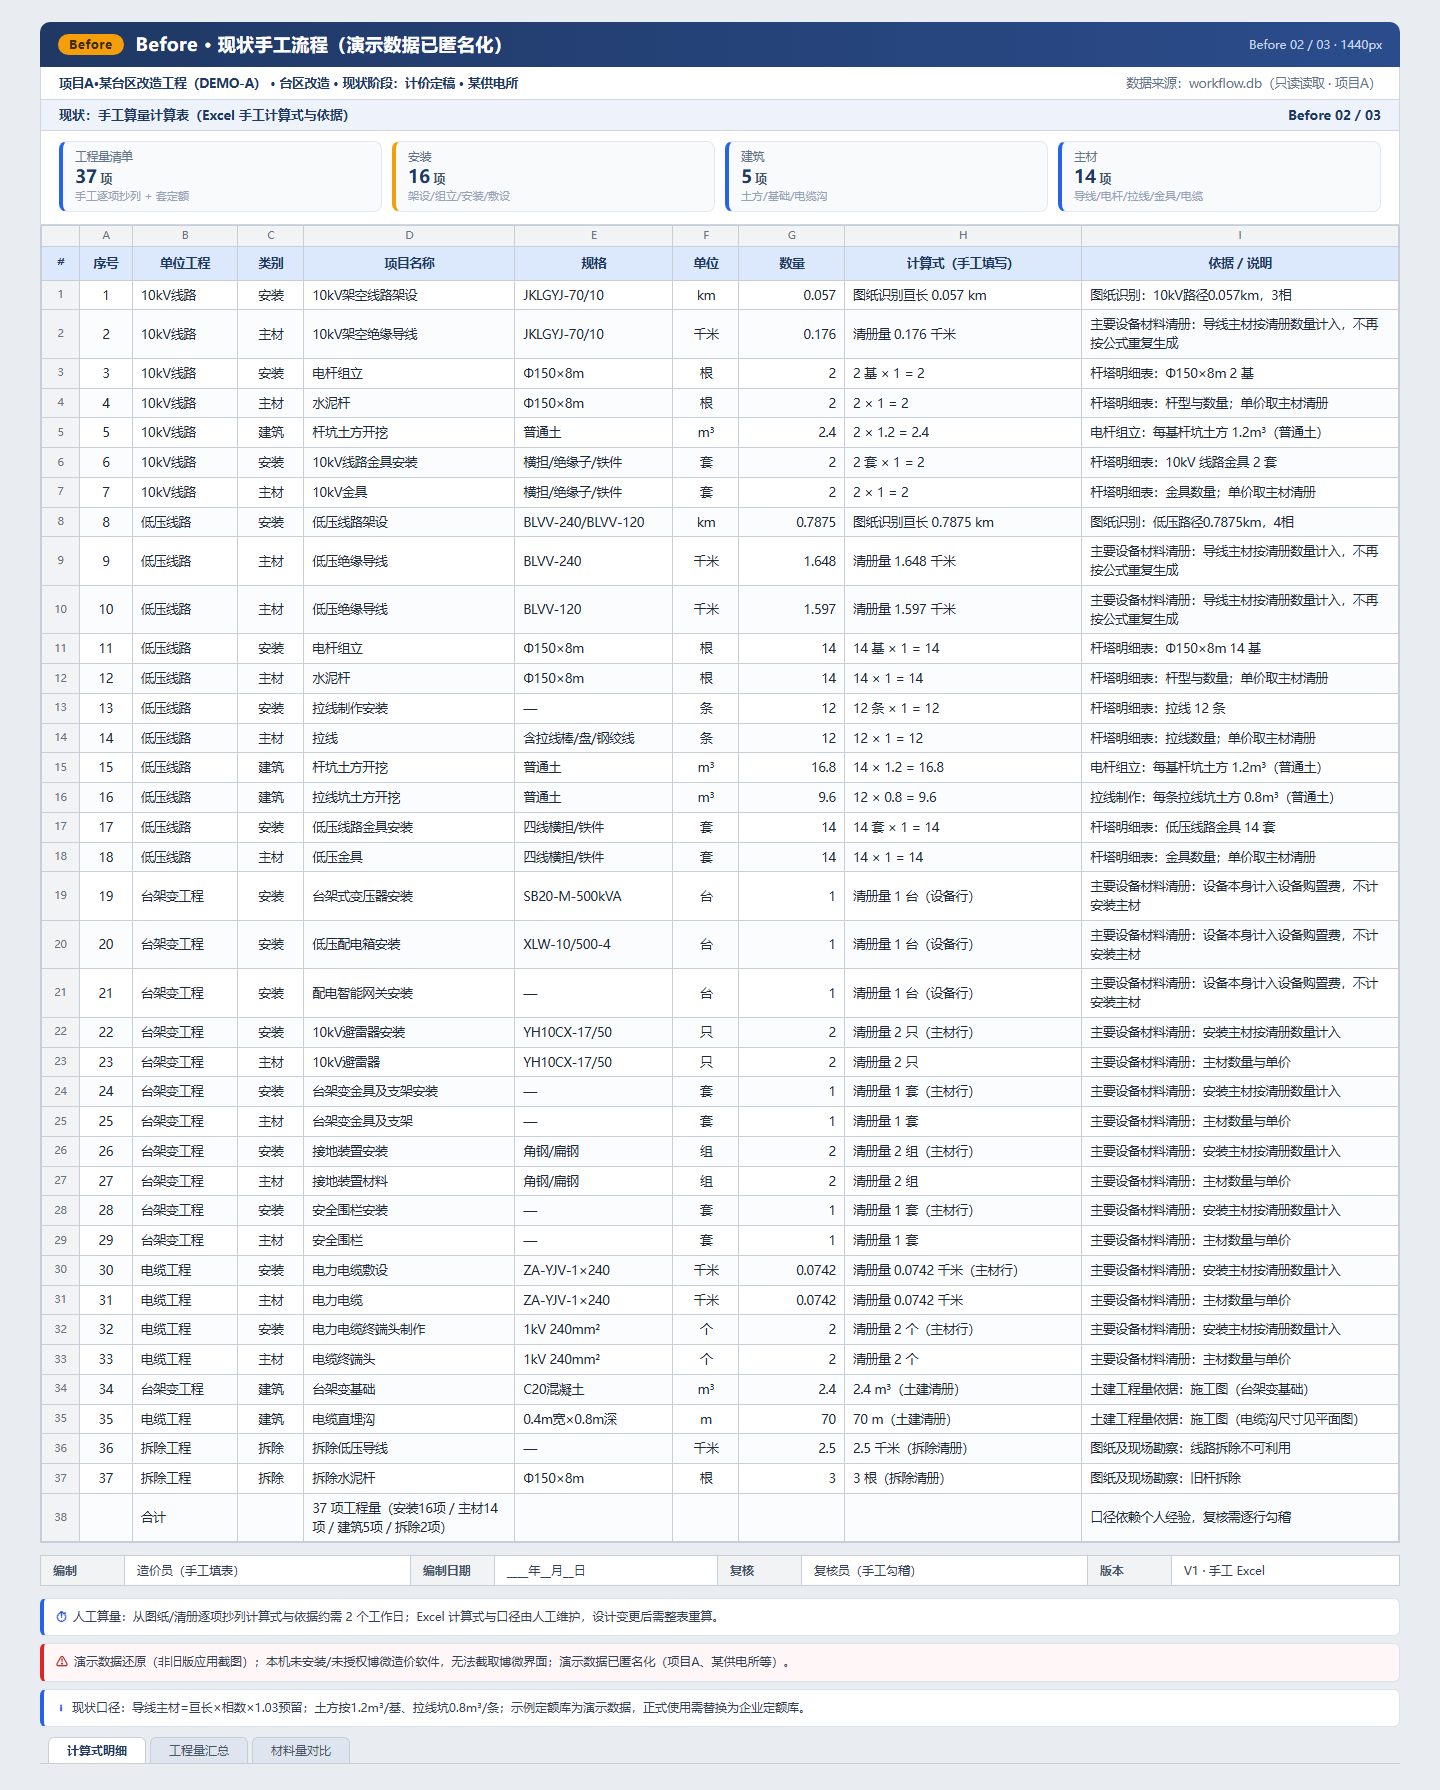 Before Before • 现状手工流程（演示数据已匿名化） Before 02 / 03 · 1440px
项目A•某台区改造工程（DEMO-A） • 台区改造 • 现状阶段：计价定稿 • 某供电所 数据来源：workflow.db（只读读取 · 项目A）
现状：手工算量计算表（Excel 手工计算式与依据） Before 02 / 03
工程量清单 安装 建筑 主材
37 项 16 项 5 项 14 项
手工逐项抄列 + 套定额 架设/组立/安装/敷设 土方/基础/电缆沟 导线/电杆/拉线/金具/电缆
A B C D E F G H I
# 序号 单位工程 类别 项目名称 规格 单位 数量 计算式（手工填写） 依据 / 说明
1 1 10kV线路 安装 10kV架空线路架设 JKLGYJ-70/10 km 0.057 图纸识别亘长 0.057 km 图纸识别：10kV路径0.057km，3相
2 2 10kV线路 主材 10kV架空绝缘导线 JKLGYJ-70/10 千米 0.176 清册量 0.176 千米 主要设备材料清册：导线主材按清册数量计入，不再
按公式重复生成
3 3 10kV线路 安装 电杆组立 Φ150×8m 根 2 2 基 × 1 = 2 杆塔明细表：Φ150×8m 2 基
4 4 10kV线路 主材 水泥杆 Φ150×8m 根 2 2 × 1 = 2 杆塔明细表：杆型与数量；单价取主材清册
5 5 10kV线路 建筑 杆坑土方开挖 普通土 m³ 2.4 2 × 1.2 = 2.4 电杆组立：每基杆坑土方 1.2m³（普通土）
6 6 10kV线路 安装 10kV线路金具安装 横担/绝缘子/铁件 套 2 2 套 × 1 = 2 杆塔明细表：10kV 线路金具 2 套
7 7 10kV线路 主材 10kV金具 横担/绝缘子/铁件 套 2 2 × 1 = 2 杆塔明细表：金具数量；单价取主材清册
8 8 低压线路 安装 低压线路架设 BLVV-240/BLVV-120 km 0.7875 图纸识别亘长 0.7875 km 图纸识别：低压路径0.7875km，4相
9 9 低压线路 主材 低压绝缘导线 BLVV-240 千米 1.648 清册量 1.648 千米 主要设备材料清册：导线主材按清册数量计入，不再
按公式重复生成
10 10 低压线路 主材 低压绝缘导线 BLVV-120 千米 1.597 清册量 1.597 千米 主要设备材料清册：导线主材按清册数量计入，不再
按公式重复生成
11 11 低压线路 安装 电杆组立 Φ150×8m 根 14 14 基 × 1 = 14 杆塔明细表：Φ150×8m 14 基
12 12 低压线路 主材 水泥杆 Φ150×8m 根 14 14 × 1 = 14 杆塔明细表：杆型与数量；单价取主材清册
13 13 低压线路 安装 拉线制作安装 — 条 12 12 条 × 1 = 12 杆塔明细表：拉线 12 条
14 14 低压线路 主材 拉线 含拉线棒/盘/钢绞线 条 12 12 × 1 = 12 杆塔明细表：拉线数量；单价取主材清册
15 15 低压线路 建筑 杆坑土方开挖 普通土 m³ 16.8 14 × 1.2 = 16.8 电杆组立：每基杆坑土方 1.2m³（普通土）
16 16 低压线路 建筑 拉线坑土方开挖 普通土 m³ 9.6 12 × 0.8 = 9.6 拉线制作：每条拉线坑土方 0.8m³（普通土）
17 17 低压线路 安装 低压线路金具安装 四线横担/铁件 套 14 14 套 × 1 = 14 杆塔明细表：低压线路金具 14 套
18 18 低压线路 主材 低压金具 四线横担/铁件 套 14 14 × 1 = 14 杆塔明细表：金具数量；单价取主材清册
19 19 台架变工程 安装 台架式变压器安装 SB20-M-500kVA 台 1 清册量 1 台（设备行） 主要设备材料清册：设备本身计入设备购置费，不计
安装主材
20 20 台架变工程 安装 低压配电箱安装 XLW-10/500-4 台 1 清册量 1 台（设备行） 主要设备材料清册：设备本身计入设备购置费，不计
安装主材
21 21 台架变工程 安装 配电智能网关安装 — 台 1 清册量 1 台（设备行） 主要设备材料清册：设备本身计入设备购置费，不计
安装主材
22 22 台架变工程 安装 10kV避雷器安装 YH10CX-17/50 只 2 清册量 2 只（主材行） 主要设备材料清册：安装主材按清册数量计入
23 23 台架变工程 主材 10kV避雷器 YH10CX-17/50 只 2 清册量 2 只 主要设备材料清册：主材数量与单价
24 24 台架变工程 安装 台架变金具及支架安装 — 套 1 清册量 1 套（主材行） 主要设备材料清册：安装主材按清册数量计入
25 25 台架变工程 主材 台架变金具及支架 — 套 1 清册量 1 套 主要设备材料清册：主材数量与单价
26 26 台架变工程 安装 接地装置安装 角钢/扁钢 组 2 清册量 2 组（主材行） 主要设备材料清册：安装主材按清册数量计入
27 27 台架变工程 主材 接地装置材料 角钢/扁钢 组 2 清册量 2 组 主要设备材料清册：主材数量与单价
28 28 台架变工程 安装 安全围栏安装 — 套 1 清册量 1 套（主材行） 主要设备材料清册：安装主材按清册数量计入
29 29 台架变工程 主材 安全围栏 — 套 1 清册量 1 套 主要设备材料清册：主材数量与单价
30 30 电缆工程 安装 电力电缆敷设 ZA-YJV-1×240 千米 0.0742 清册量 0.0742 千米（主材行） 主要设备材料清册：安装主材按清册数量计入
31 31 电缆工程 主材 电力电缆 ZA-YJV-1×240 千米 0.0742 清册量 0.0742 千米 主要设备材料清册：主材数量与单价
32 32 电缆工程 安装 电力电缆终端头制作 1kV 240mm² 个 2 清册量 2 个（主材行） 主要设备材料清册：安装主材按清册数量计入
33 33 电缆工程 主材 电缆终端头 1kV 240mm² 个 2 清册量 2 个 主要设备材料清册：主材数量与单价
34 34 台架变工程 建筑 台架变基础 C20混凝土 m³ 2.4 2.4 m³（土建清册） 土建工程量依据：施工图（台架变基础）
35 35 电缆工程 建筑 电缆直埋沟 0.4m宽×0.8m深 m 70 70 m（土建清册） 土建工程量依据：施工图（电缆沟尺寸见平面图）
36 36 拆除工程 拆除 拆除低压导线 — 千米 2.5 2.5 千米（拆除清册） 图纸及现场勘察：线路拆除不可利用
37 37 拆除工程 拆除 拆除水泥杆 Φ150×8m 根 3 3 根（拆除清册） 图纸及现场勘察：旧杆拆除
38 合计 37 项工程量（安装16项 / 主材14
项 / 建筑5项 / 拆除2项） 口径依赖个人经验，复核需逐行勾稽
编制 造价员（手工填表） 编制日期 ____年__月__日 复核 复核员（手工勾稽） 版本 V1 · 手工 Excel
⏱ 人工算量：从图纸/清册逐项抄列计算式与依据约需 2 个工作日；Excel 计算式与口径由人工维护，设计变更后需整表重算。
⚠ 演示数据还原（非旧版应用截图）；本机未安装/未授权博微造价软件，无法截取博微界面；演示数据已匿名化（项目A、某供电所等）。
ℹ 现状口径：导线主材=亘长×相数×1.03预留；土方按1.2m³/基、拉线坑0.8m³/条；示例定额库为演示数据，正式使用需替换为企业定额库。
计算式明细 工程量汇总 材料量对比